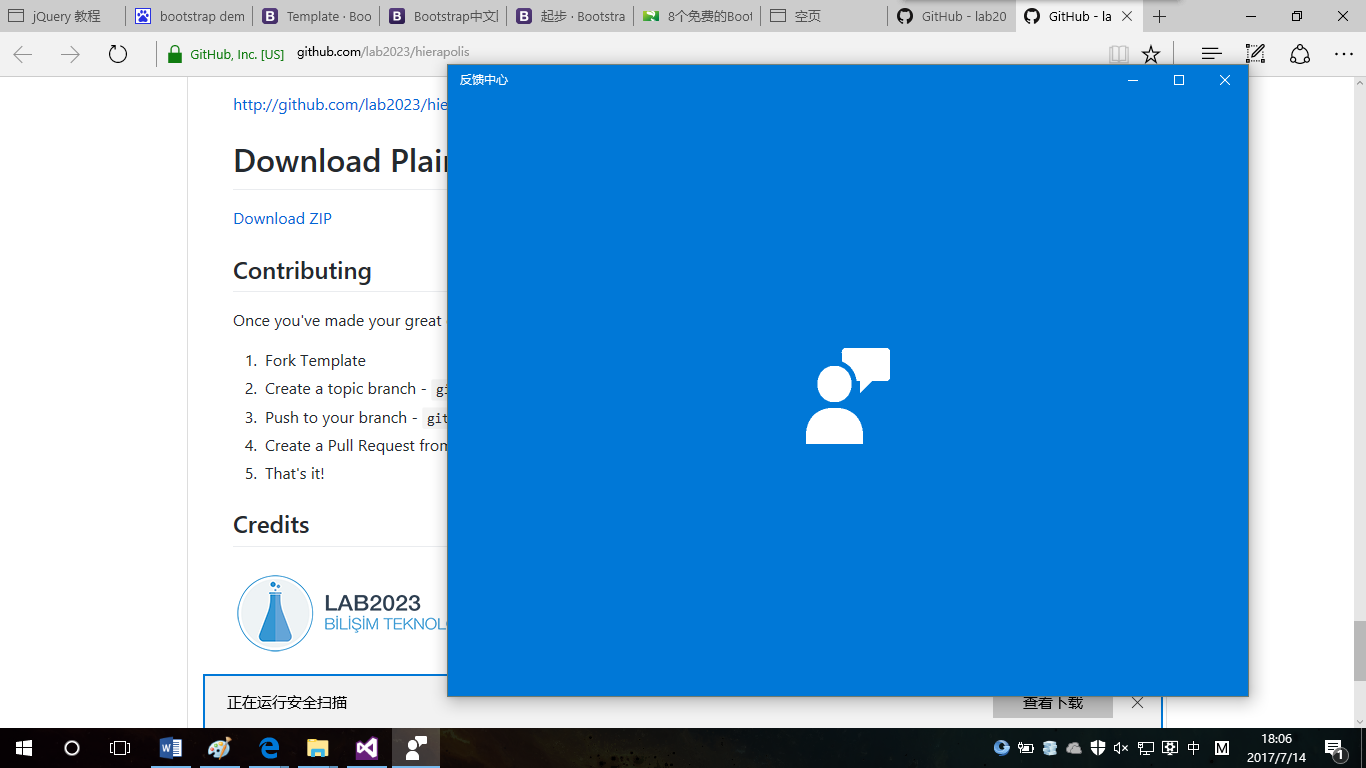 jQuery 教程
bootstrap dem
Template · Boo
Bootstrap中文
起步 · Bootstra
8个免费的Boot
空页
GitHub - lab20
GitHub - la
GitHub, Inc. [US]
github.com/lab2023/hierapolis
反馈中心
http://github.com/lab2023/hie
Download Plain
Download ZIP
Contributing
Once you've made your great
1. Fork Template
2. Create a topic branch - gi
3. Push to your branch - git
4. Create a Pull Request from
5. That's it!
Credits
LAB2023
BİLİŞİM TEKNOLO
正在运行安全扫描
查看下载
中
M
18:06
2017/7/14
1